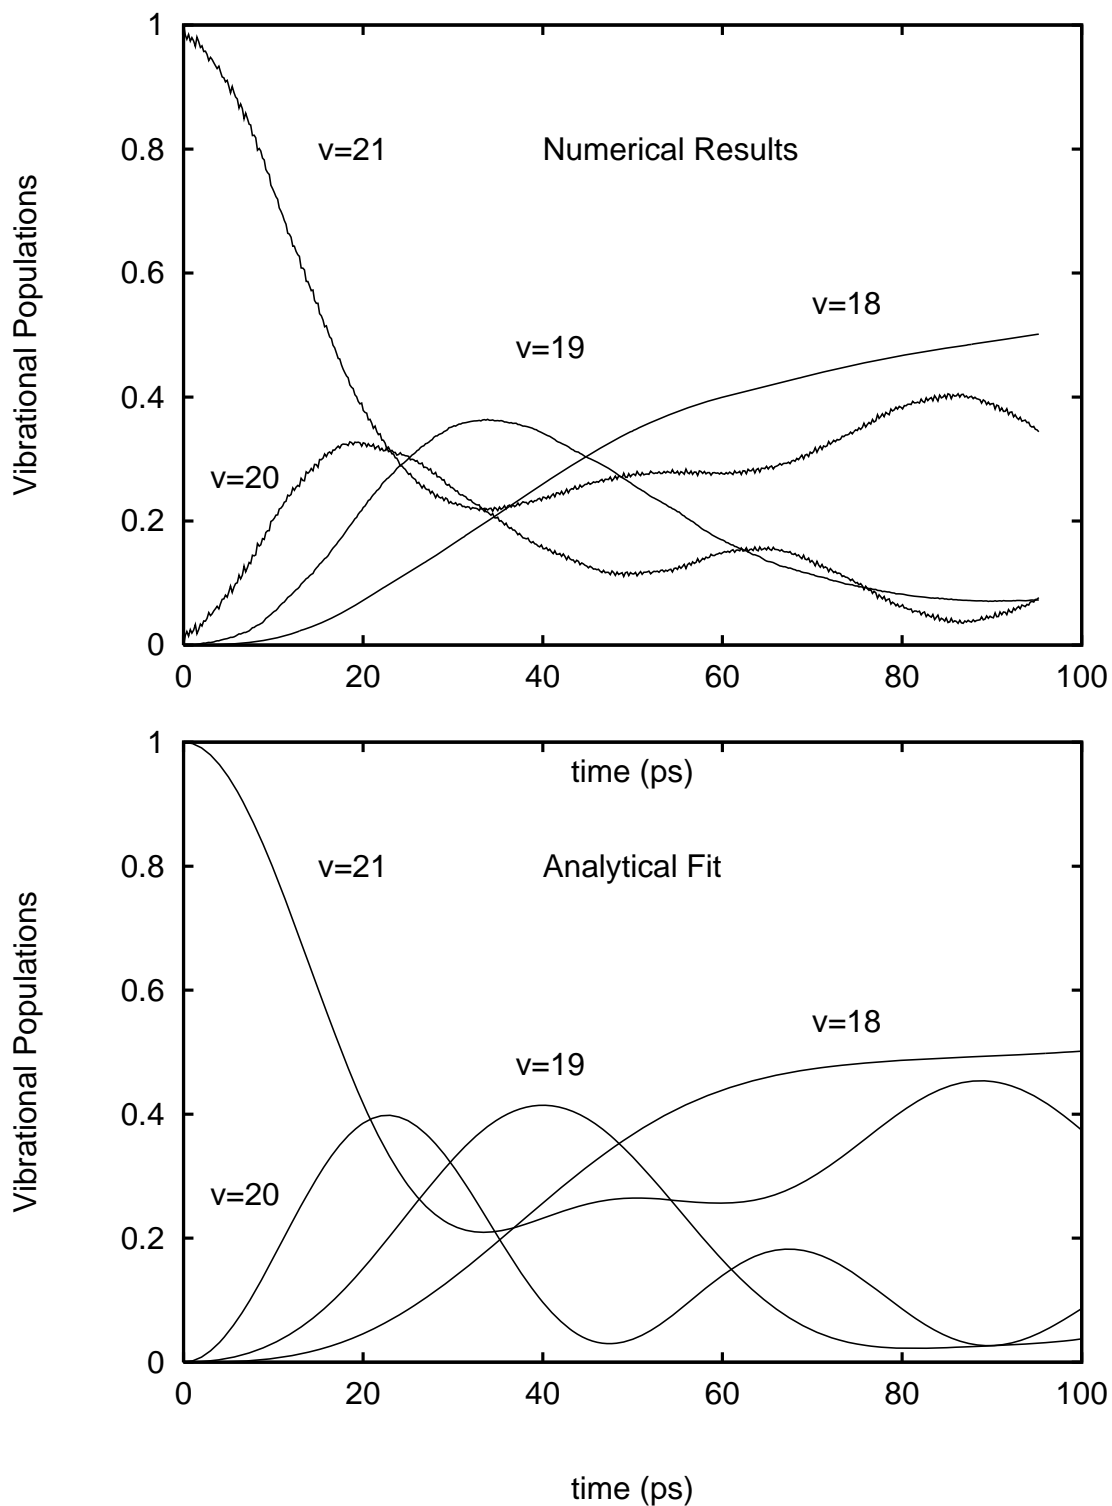 1
v=21
Numerical Results
0.8
Vibrational Populations
0.6
v=18
v=19
0.4
v=20
0.2
0
0 20 40 60 80 100
time (ps)
1
v=21
Analytical Fit
0.8
Vibrational Populations
0.6
v=18
v=19
0.4
v=20
0.2
0
0 20 40 60 80 100
time (ps)